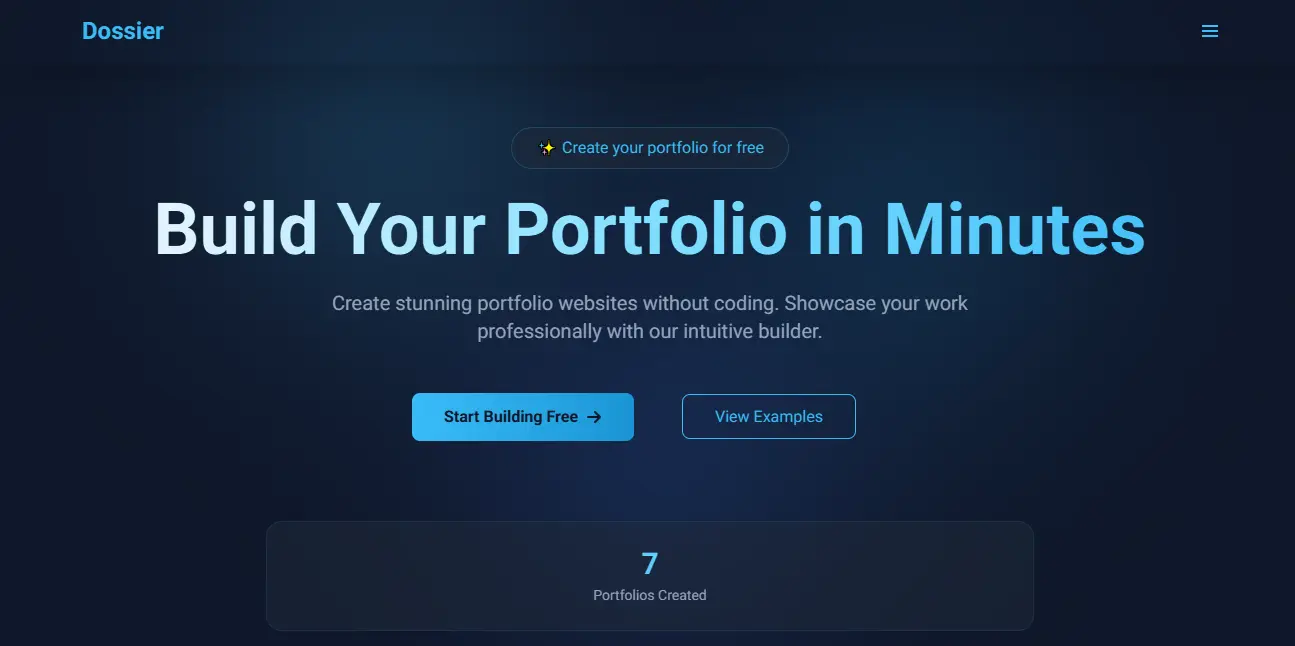 Dossier
✨ Create your portfolio for free
Build Your Portfolio in Minutes
Create stunning portfolio websites without coding. Showcase your work
professionally with our intuitive builder.
Start Building Free →
View Examples
7
Portfolios Created